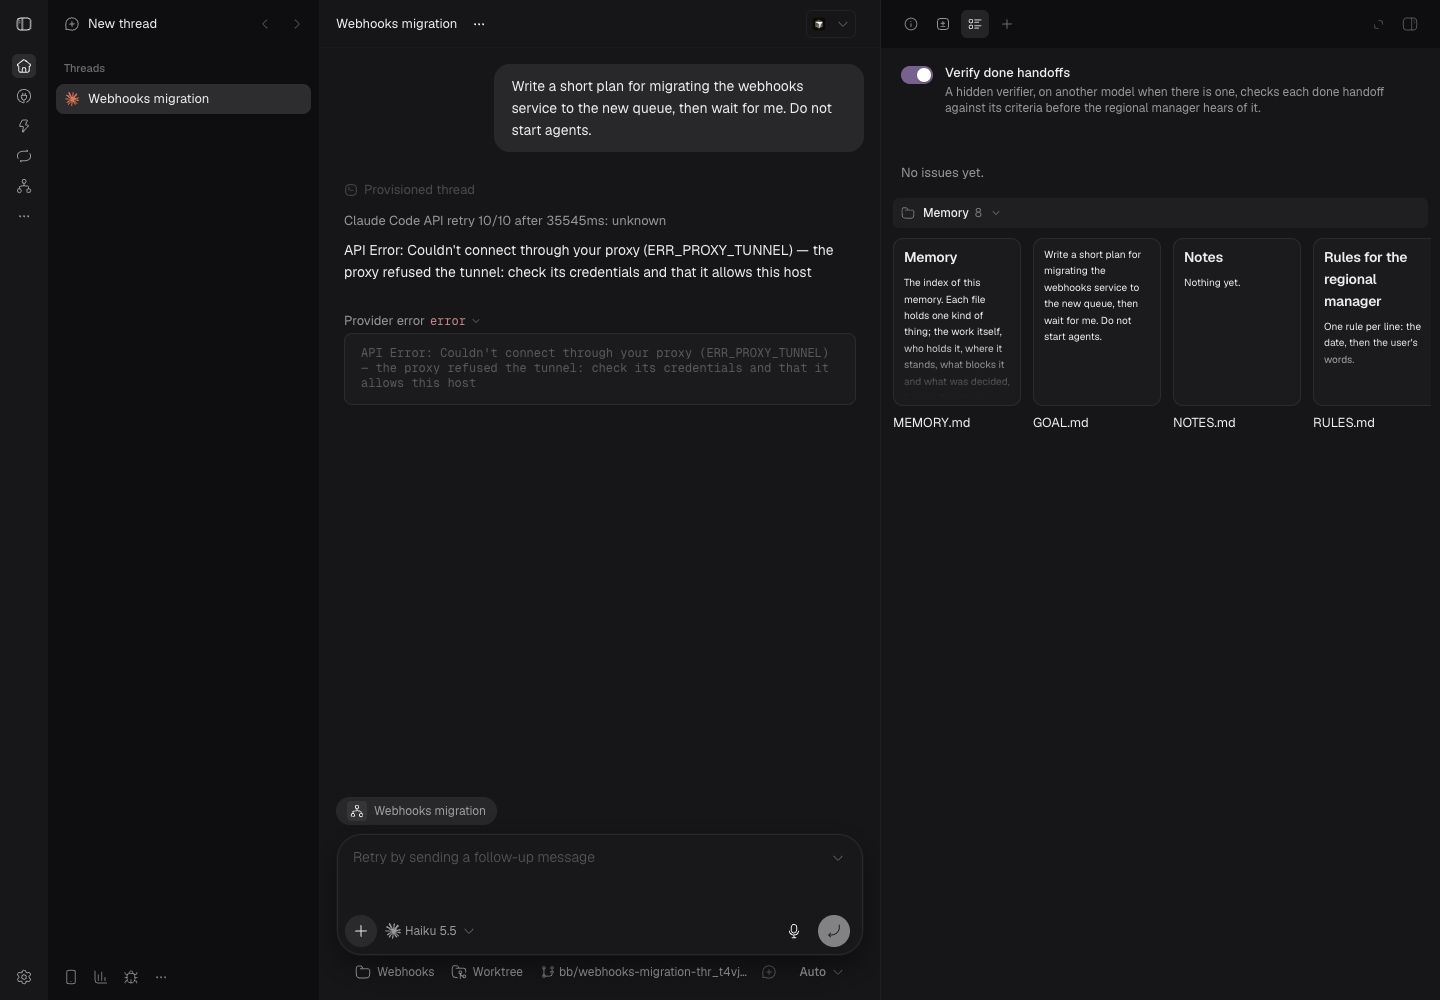 New thread
Threads
Webhooks migration
Webhooks migration
Write a short plan for migrating the webhooks
service to the new queue, then wait for me. Do not
start agents.
Provisioned thread
Claude Code API retry 10/10 after 35545ms: unknown
API Error: Couldn't connect through your proxy (ERR_PROXY_TUNNEL) — the
proxy refused the tunnel: check its credentials and that it allows this host
Provider error error
API Error: Couldn't connect through your proxy (ERR_PROXY_TUNNEL)
— the proxy refused the tunnel: check its credentials and that it
allows this host
Webhooks migration
Retry by sending a follow-up message
Haiku 5.5
Webhooks
Worktree
bb/webhooks-migration-thr_t4vj...
Auto
Verify done handoffs
A hidden verifier, on another model when there is one, checks each done handoff
against its criteria before the regional manager hears of it.
No issues yet.
Memory 8
Memory
The index of this
memory. Each file
holds one kind of
thing; the work itself,
who holds it, where it
stands, what blocks it
and what was decided,
MEMORY.md
Write a short plan for
migrating the
webhooks service to
the new queue, then
wait for me. Do not
start agents.
GOAL.md
Notes
Nothing yet.
NOTES.md
Rules for the
regional
manager
One rule per line: the
date, then the user's
words.
RULES.md